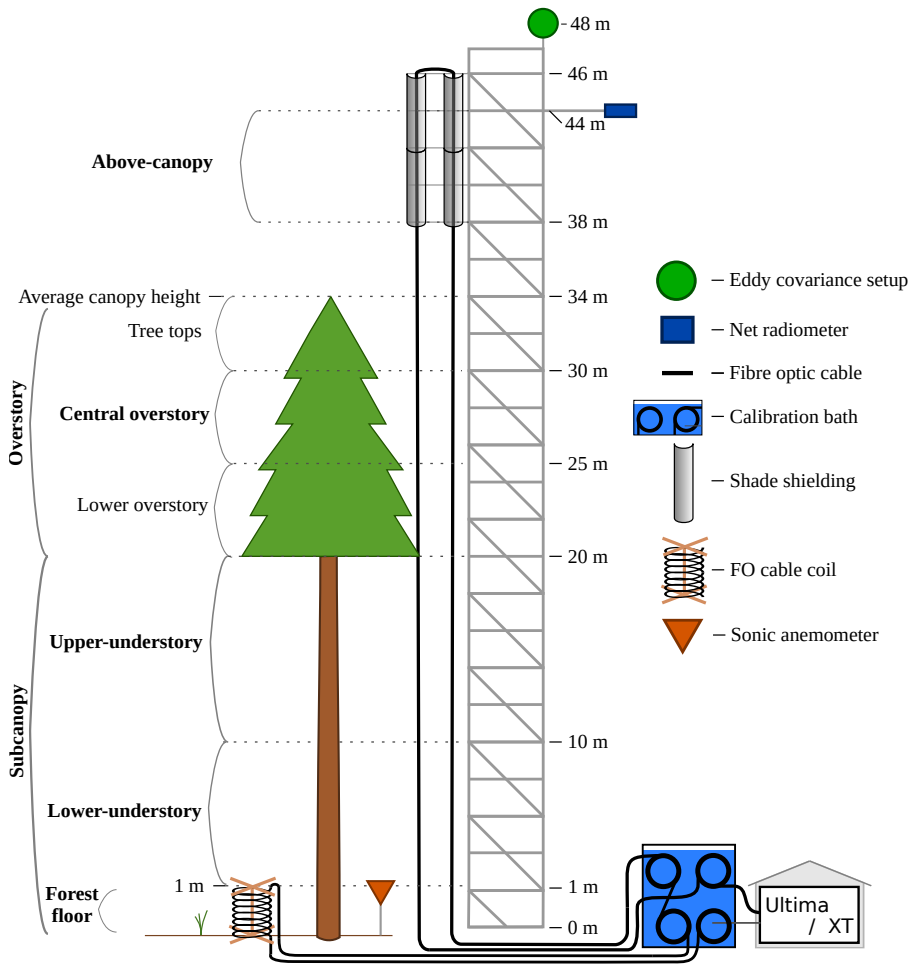 48 m
46 m
44 m
Above-canopy
38 m
Eddy covariance setup
Average canopy height
34 m
Tree tops
Net radiometer
30 m
Fibre optic cable
Central overstory
Calibration bath
Overstory
25 m
Shade shielding
Lower overstory
20 m
FO cable coil
Sonic anemometer
Upper-understory
Subcanopy
10 m
Lower-understory
1 m
1 m
Forest
floor
Ultima
/ XT
0 m